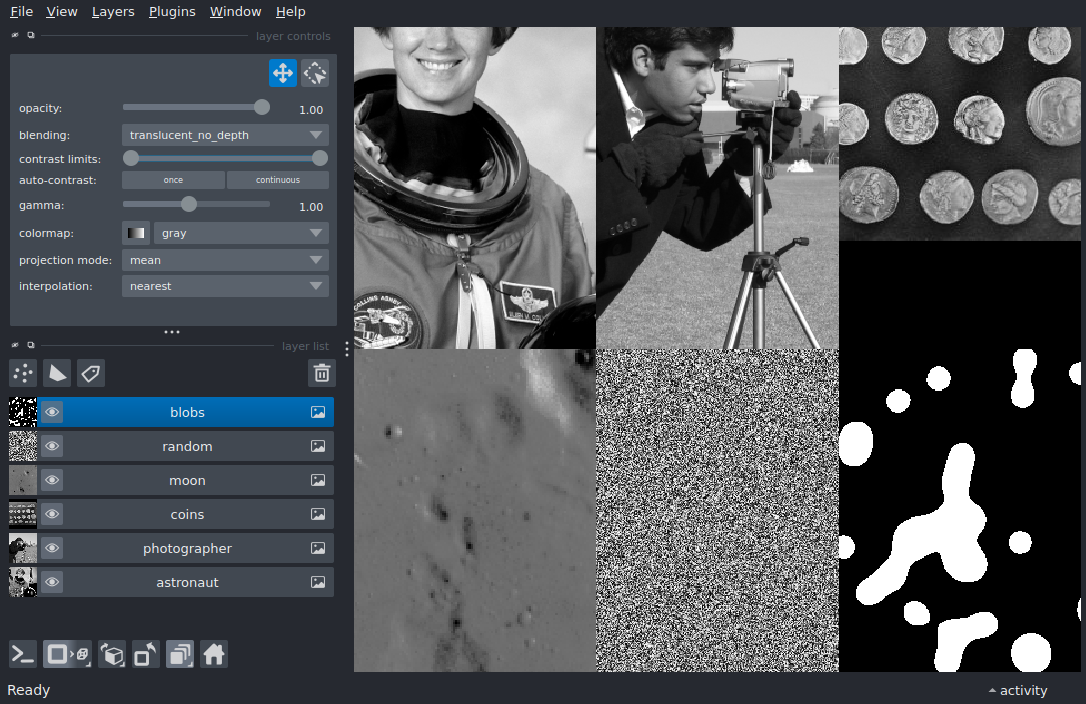 File View Layers Plugins Window Help
layer controls
opacity: 1.00
blending: translucent_no_depth
contrast limits:
auto-contrast: once continuous
gamma: 1.00
colormap: gray
projection mode: mean
interpolation: nearest
layer list
blobs
random
moon
coins
photographer
astronaut
Ready
activity